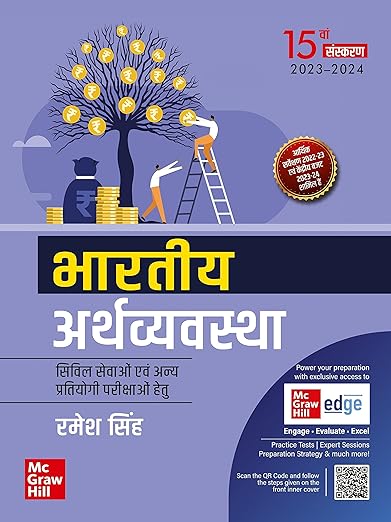 15 वां
संस्करण
2023-2024
आर्थिक
सर्वेक्षण 2022-23
एवं केंद्रीय बजट
2023-24
शामिल हैं
भारतीय
अर्थव्यवस्था
सिविल सेवाओं एवं अन्य
प्रतियोगी परीक्षाओं हेतु
रमेश सिंह
Power your preparation
with exclusive access to
Mc
Graw
Hill
edge
Engage • Evaluate • Excel
Practice Tests | Expert Sessions
Preparation Strategy & much more!
Scan the QR Code and follow
the steps given on the
front inner cover
Mc
Graw
Hill